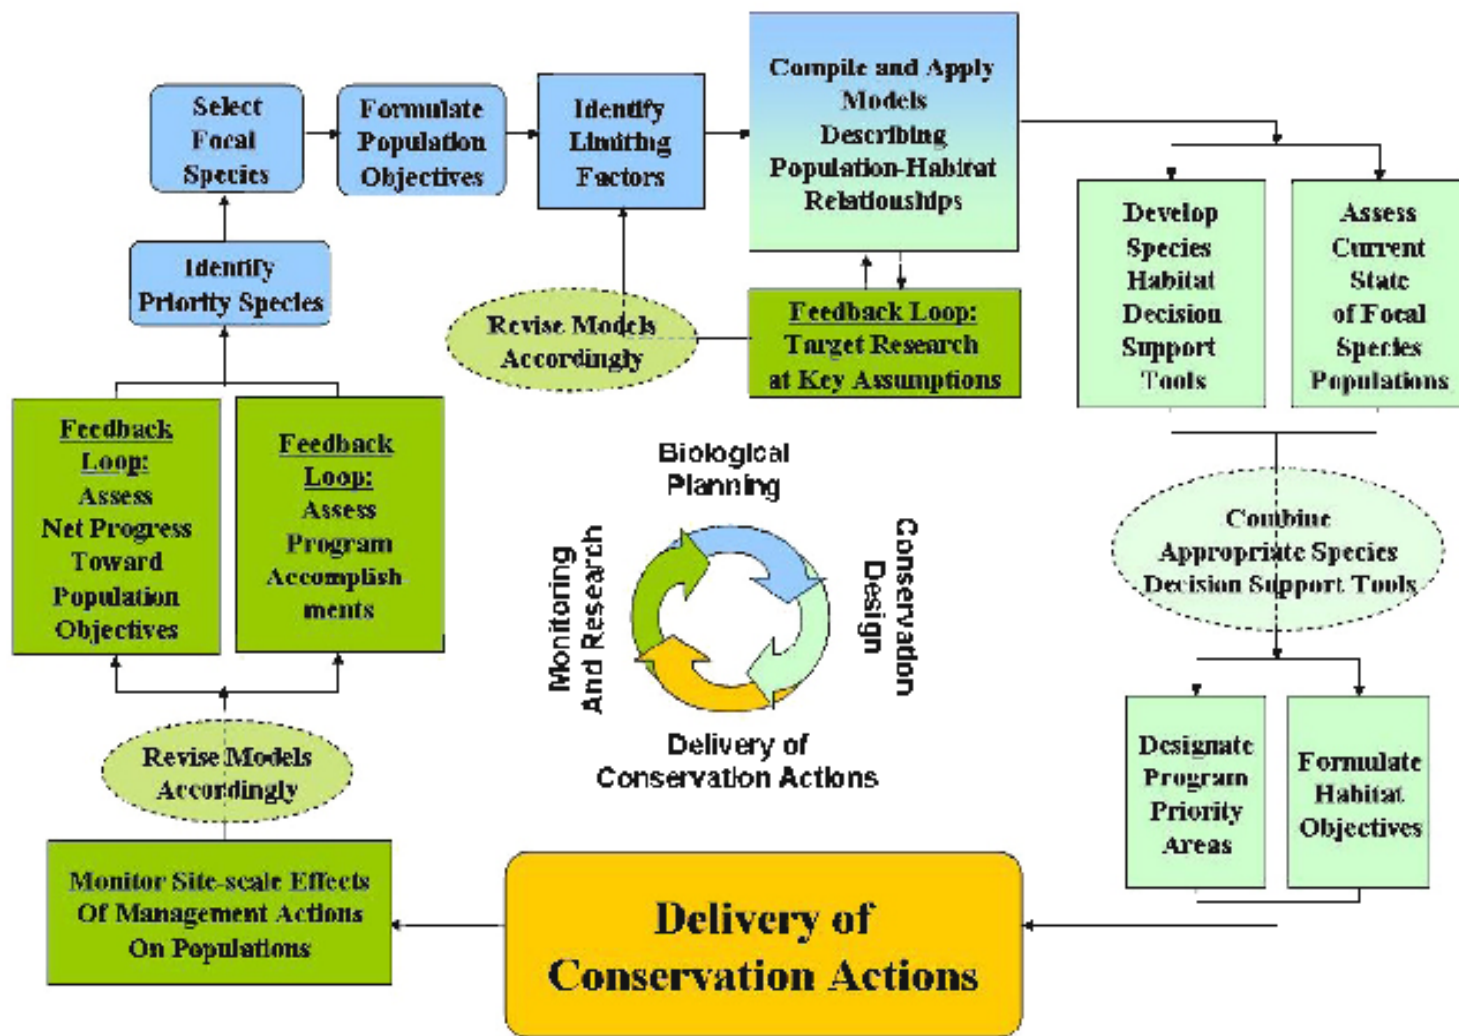 Select
Focal
Species
Formulate
Population
Objectives
Identify
Limiting
Factors
Compile and Apply
Models
Describing
Population-Habitat
Relationships
Develop
Species
Habitat
Decision
Support
Tools
Assess
Current
State
of Focal
Species
Populations
Identify
Priority Species
Revise Models
Accordingly
Feedback Loop:
Target Research
at Key Assumptions
Feedback
Loop:
Assess
Net Progress
Toward
Population
Objectives
Feedback
Loop:
Assess
Program
Accomplish
ments
Biological
Planning
Conservation
Design
Delivery of
Conservation Actions
Monitoring
And Research
Combine
Appropriate Species
Decision Support Tools
Designate
Program
Priority
Areas
Formulate
Habitat
Objectives
Revise Models
Accordingly
Monitor Site-scale Effects
Of Management Actions
On Populations
Delivery of
Conservation Actions